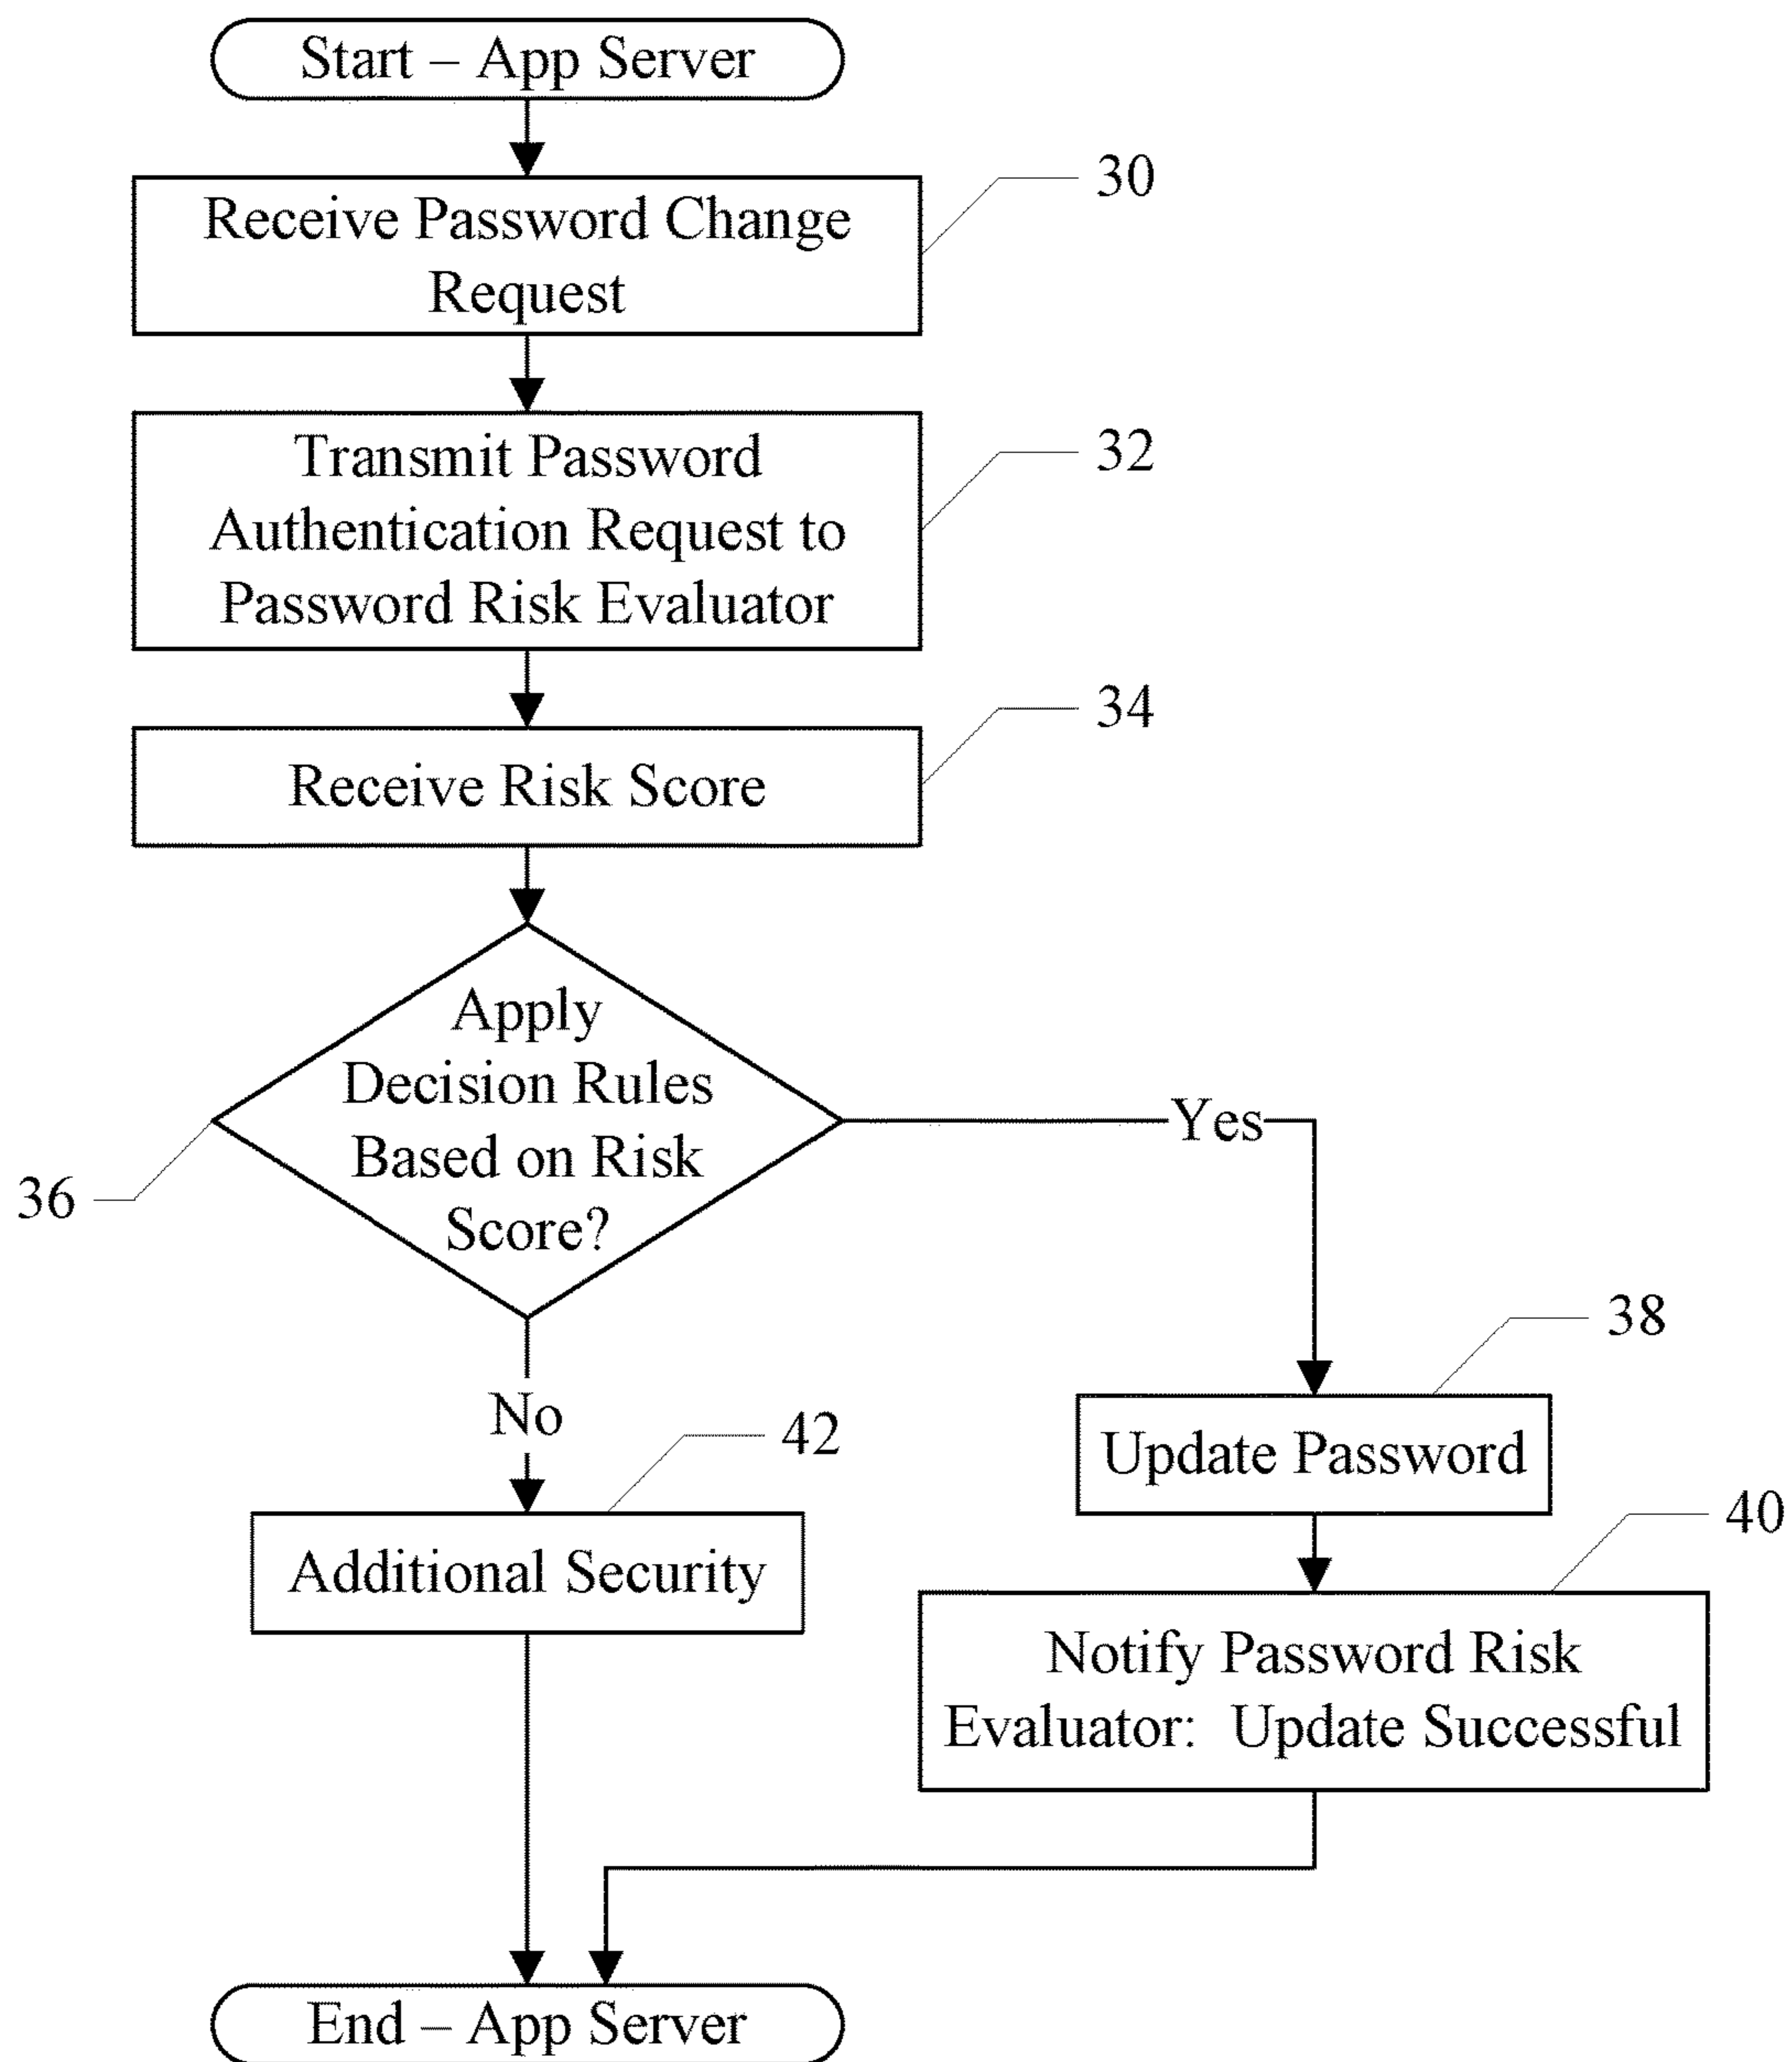 Start – App Server
30
Receive Password Change
Request
32
Transmit Password
Authentication Request to
Password Risk Evaluator
34
Receive Risk Score
Apply
Decision Rules
Based on Risk
Score?
36
Yes
No
38
Update Password
42
Additional Security
40
Notify Password Risk
Evaluator:  Update Successful
End – App Server